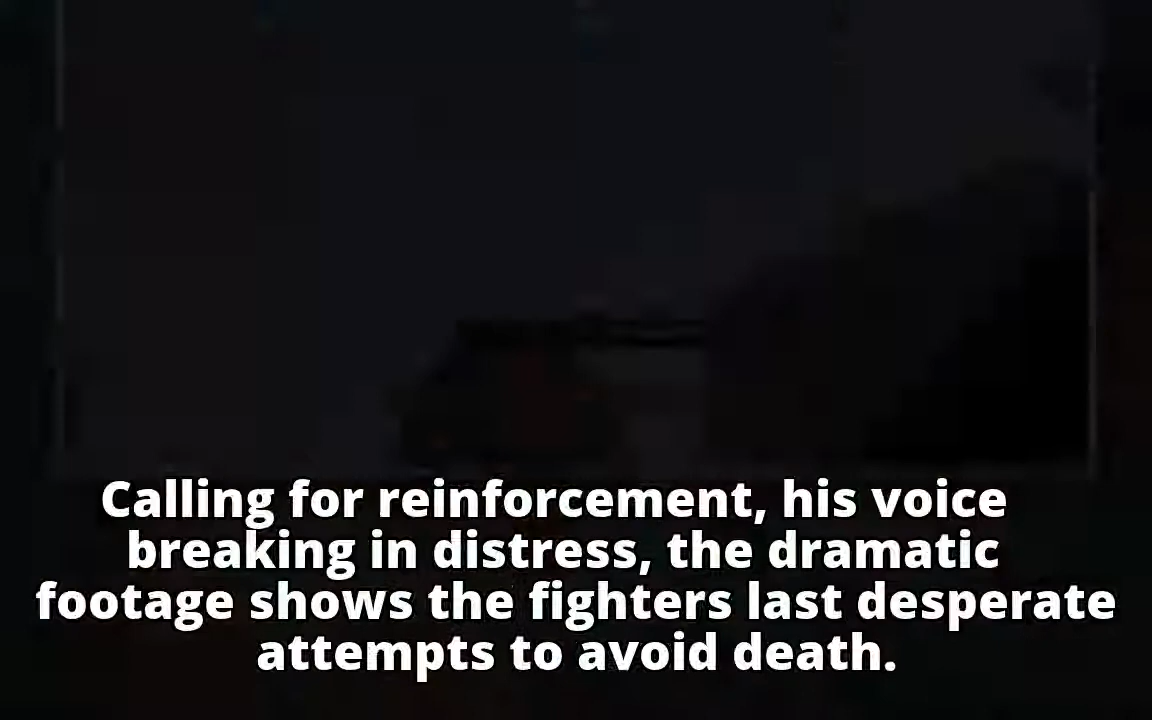 Calling for reinforcement, his voice
breaking in distress, the dramatic
footage shows the fighters last desperate
attempts to avoid death.